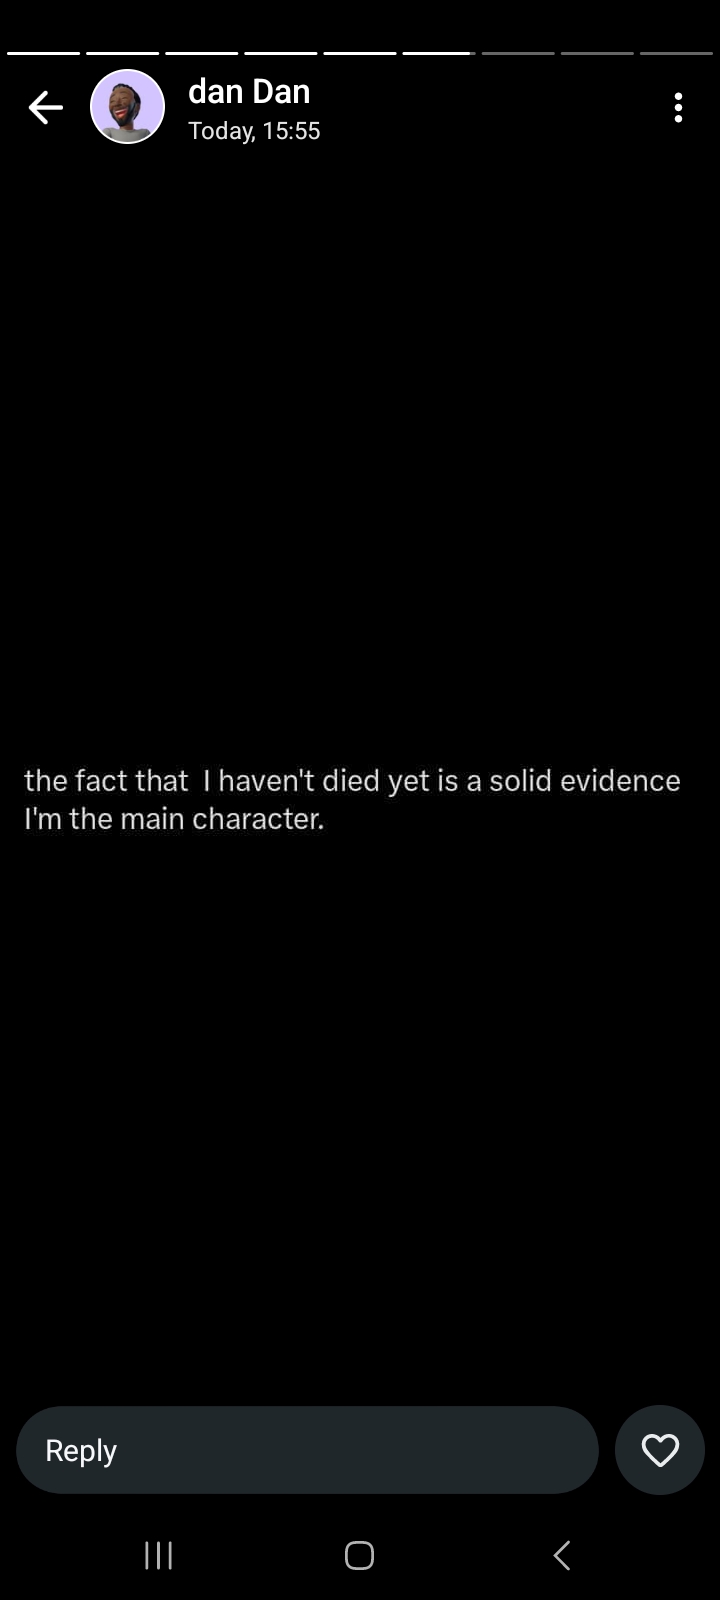 dan Dan
Today, 15:55
the fact that  I haven't died yet is a solid evidence
I'm the main character.
Reply